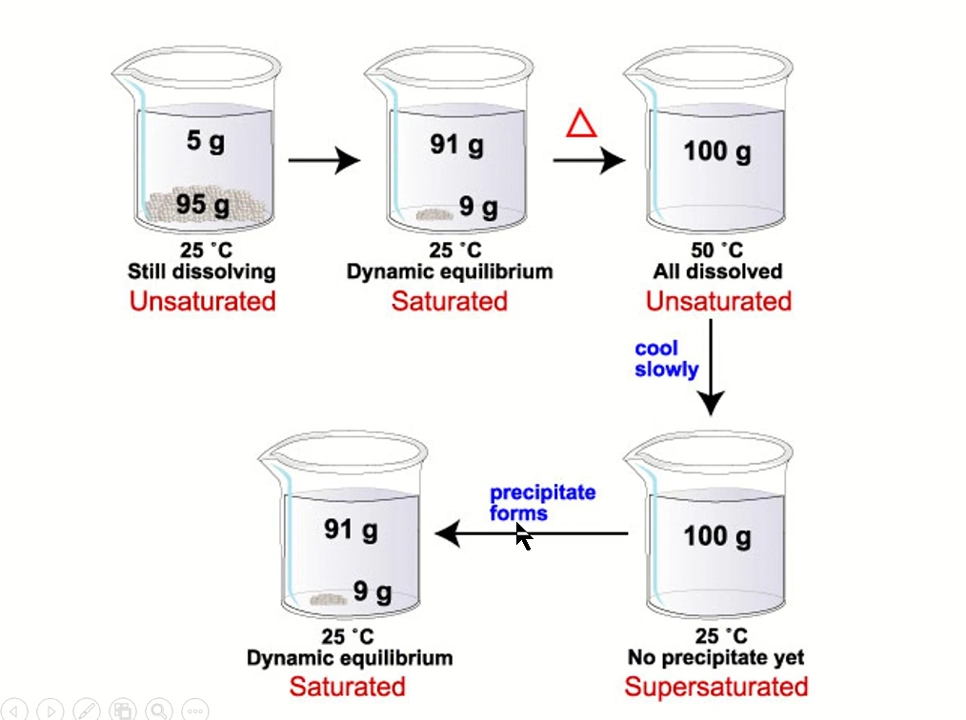 5 g
95 g
25 °C
Still dissolving
Unsaturated
91 g
9 g
25 °C
Dynamic equilibrium
Saturated
△
100 g
50 °C
All dissolved
Unsaturated
cool
slowly
100 g
25 °C
No precipitate yet
Supersaturated
precipitate
forms
91 g
9 g
25 °C
Dynamic equilibrium
Saturated